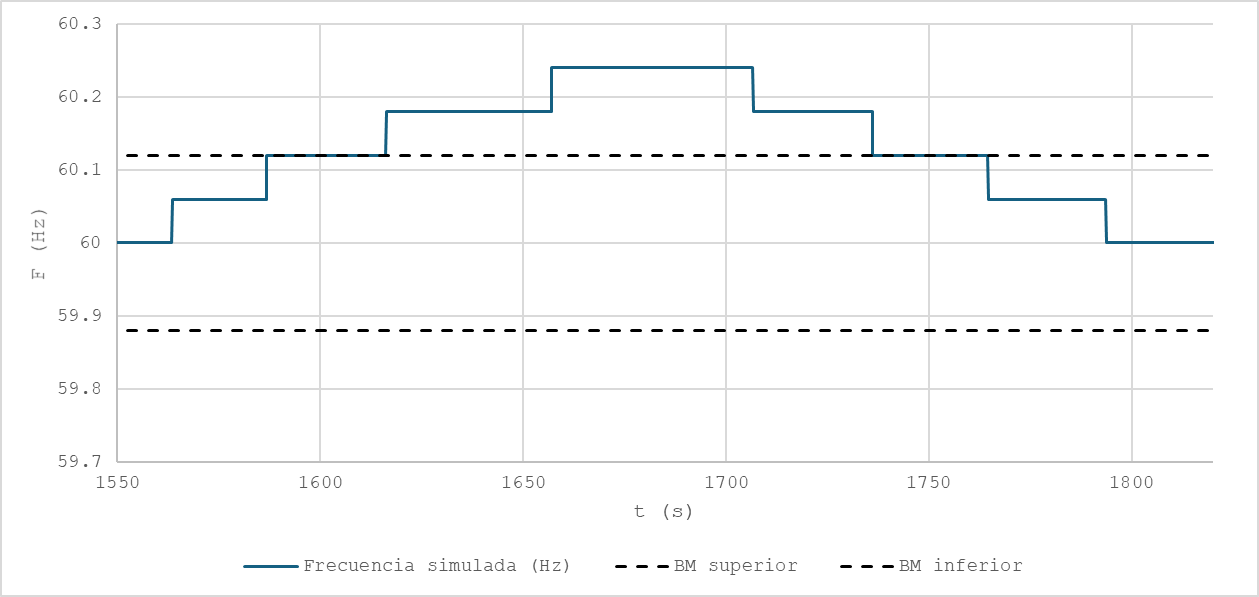 60.3
60.2
60.1
60
59.9
59.8
59.7
F (Hz)
1550 1600 1650 1700 1750 1800
t (s)
Frecuencia simulada (Hz) BM superior BM inferior